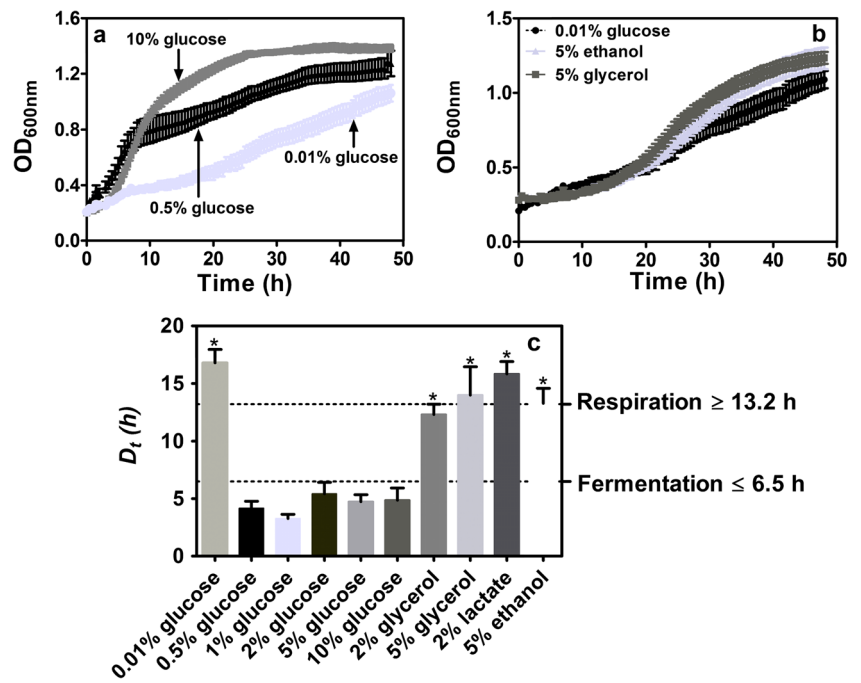 a
1.6
1.2
0.8
0.4
0.0
OD600nm
10% glucose
0.01% glucose
0.5% glucose
0 10 20 30 40 50
Time (h)
b
1.5
1.0
0.5
0.0
OD600nm
0.01% glucose
5% ethanol
5% glycerol
0 10 20 30 40 50
Time (h)
c
20
15
10
5
0
Dt (h)
Respiration ≥ 13.2 h
Fermentation ≤ 6.5 h
* * * * *
0.01% glucose
0.5% glucose
1% glucose
2% glucose
5% glucose
10% glucose
2% glycerol
5% glycerol
2% lactate
5% ethanol